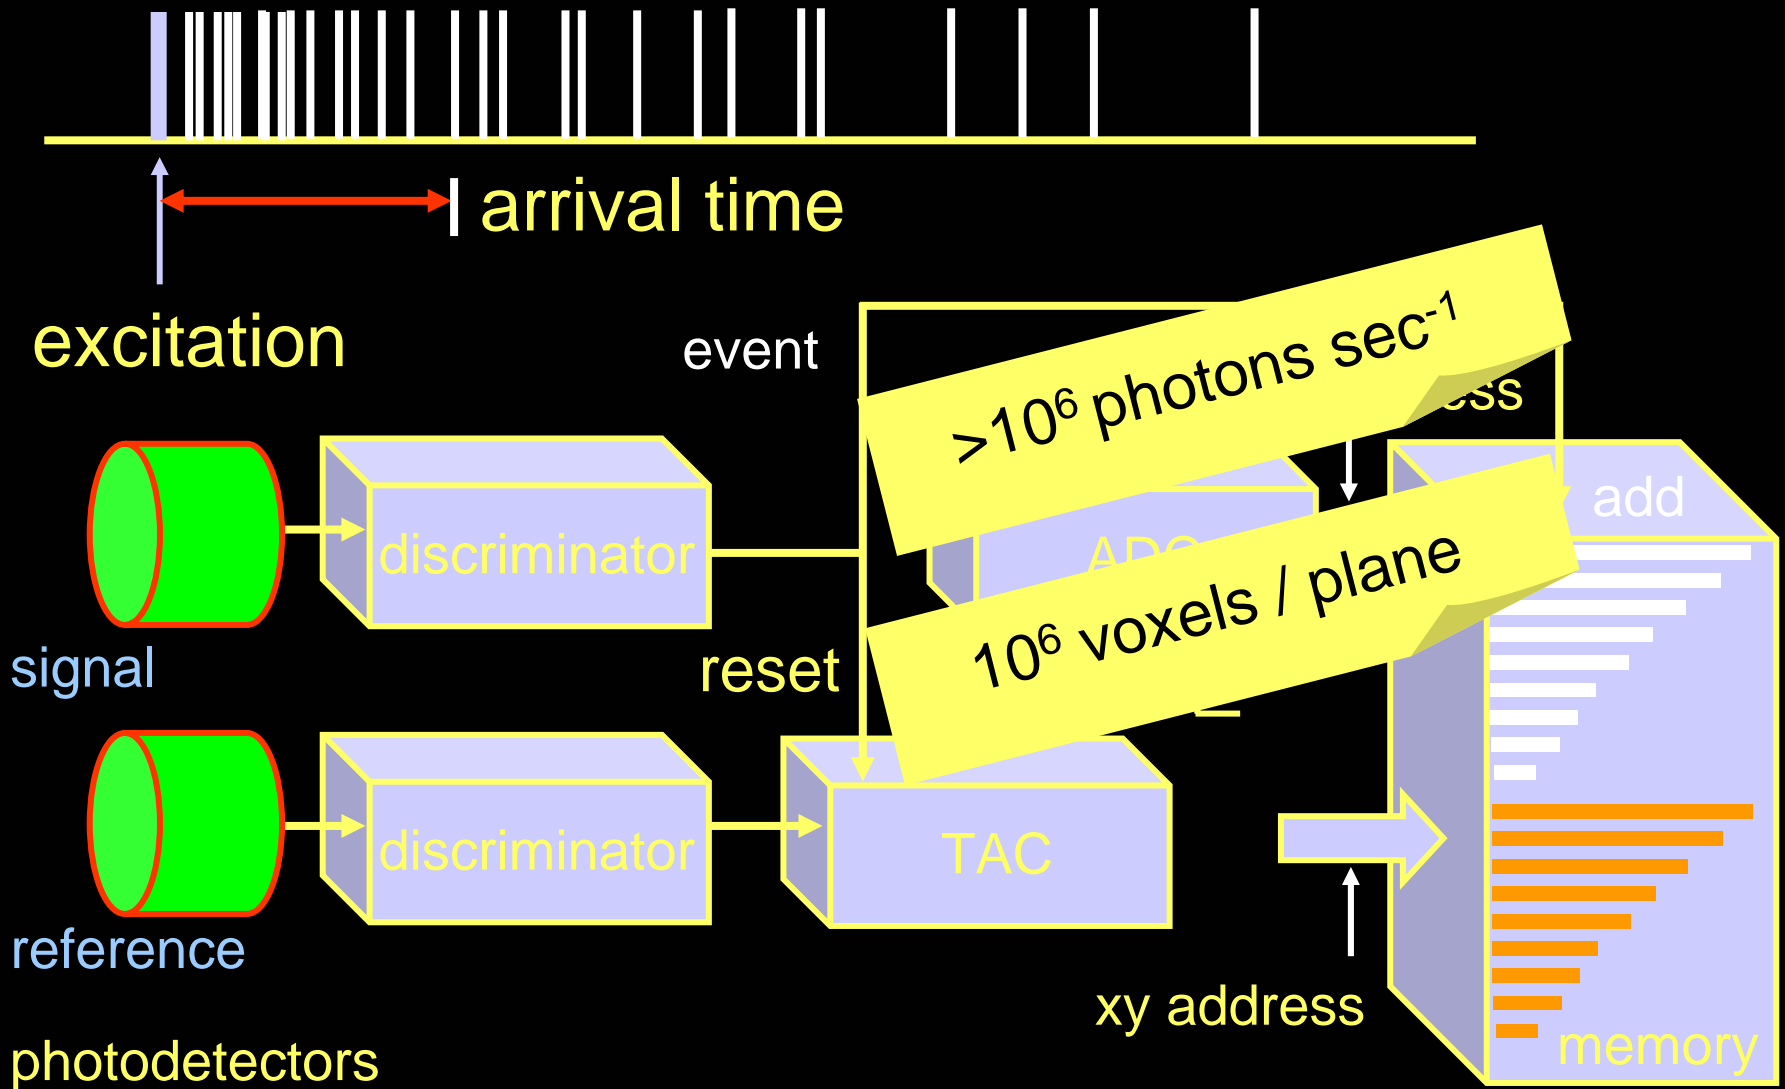 arrival time
excitation
event
>10⁶ photons sec⁻¹
add
discriminator
10⁶ voxels / plane
signal
reset
discriminator
TAC
reference
xy address
photodetectors
memory